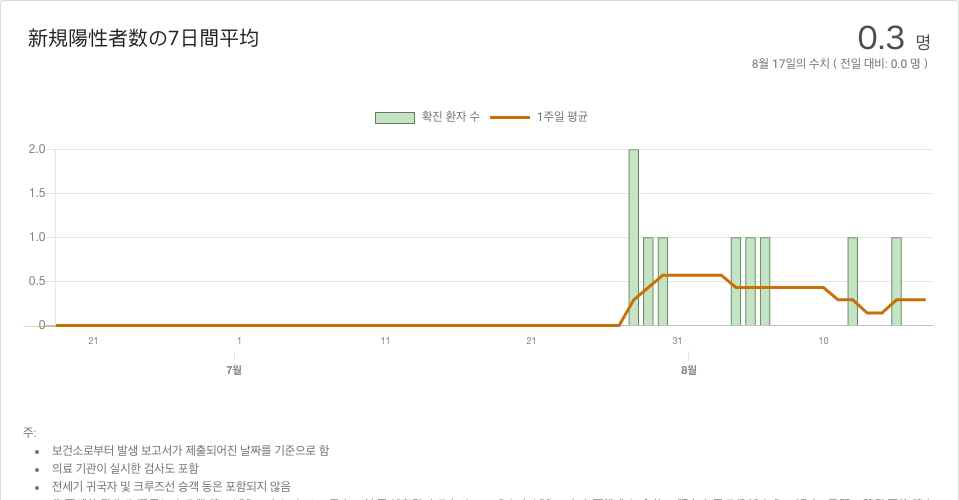 新規陽性者数の7日間平均
0.3 명
8월 17일의 수치 ( 전일 대비: 0.0 명 )
확진 환자 수 1주일 평균
2.0
1.5
1.0
0.5
0
21 1 11 21 31 10
7월 8월
주:
보건소로부터 발생 보고서가 제출되어진 날짜를 기준으로 함
의료 기관이 실시한 검사도 포함
전세기 귀국자 및 크루즈선 승객 등은 포함되지 않음